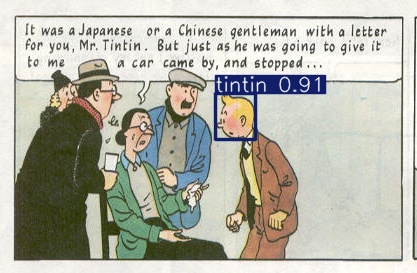 It was a Japanese or a Chinese gentleman with a letter
for you, Mr. Tintin. But just as he was going to give it
to me a car came by, and stopped...
tintin 0.91